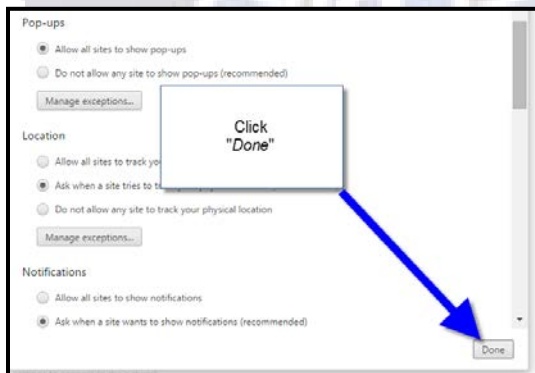 Pop-ups
Allow all sites to show pop-ups
Do not allow any site to show pop-ups (recommended)
Manage exceptions...
Click
"Done"
Location
Allow all sites to track
Ask when a site tries to
Do not allow any site to track your physical location
Manage exceptions...
Notifications
Allow all sites to show notifications
Ask when a site wants to show notifications (recommended)
Done